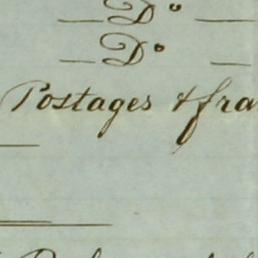 — Do —
— Do —
Postages & fra